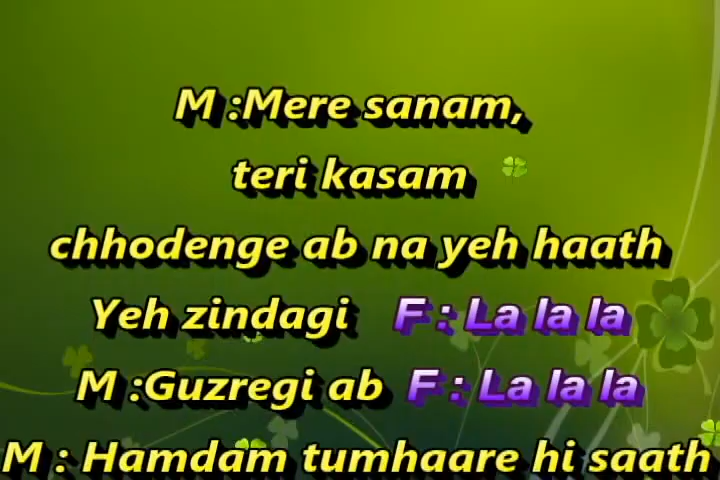 M :Mere sanam,
teri kasam
chhodenge ab na yeh haath
Yeh zindagi F : La la la
M :Guzregi ab F : La la la
M : Hamdam tumhaare hi saath